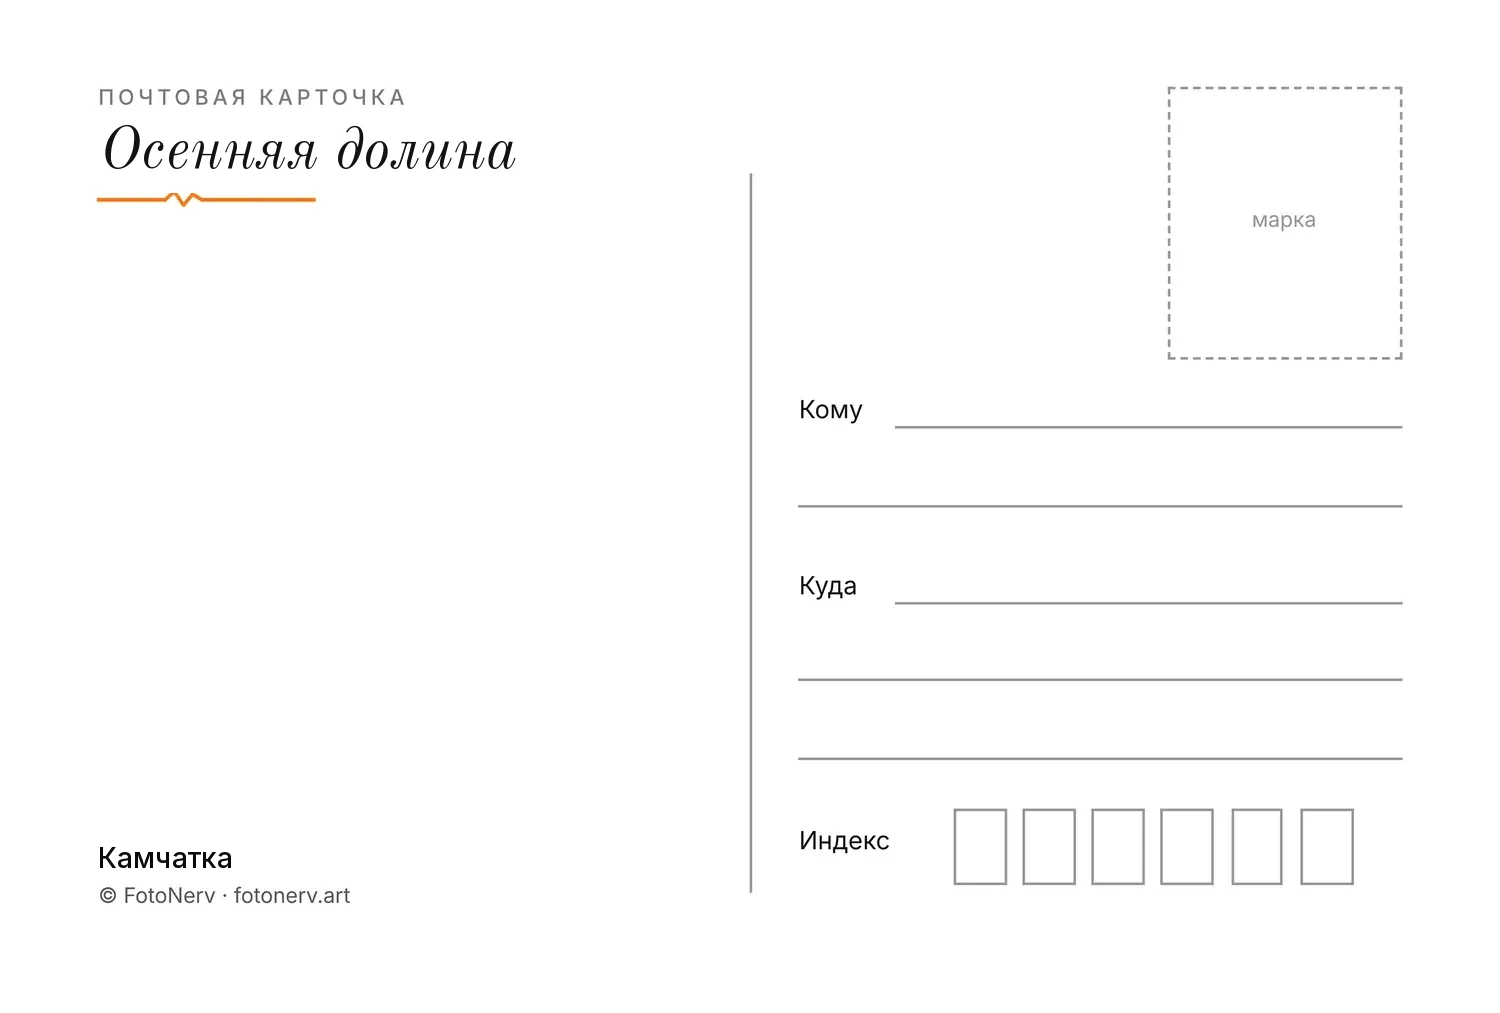 ПОЧТОВАЯ КАРТОЧКА
Осенняя долина
марка
Кому
Куда
Индекс
Камчатка
© FotoNerv · fotonerv.art